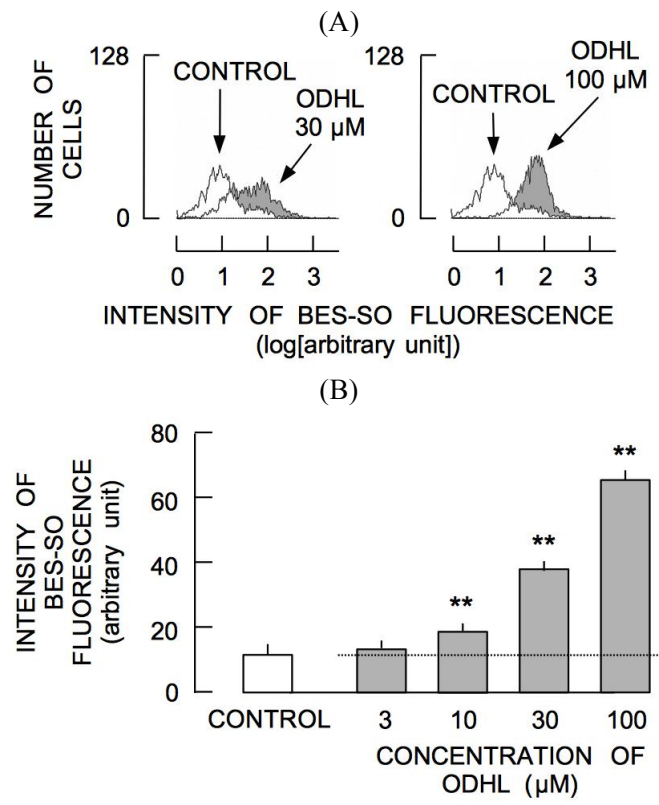 (A)
128
NUMBER OF
CELLS
0
CONTROL
ODHL
30 µM
128
0
CONTROL
ODHL
100 µM
0 1 2 3
0 1 2 3
INTENSITY OF BES-SO FLUORESCENCE
(log[arbitrary unit])
(B)
INTENSITY OF
BES-SO
FLUORESCENCE
(arbitrary unit)
80
60
40
20
0
**
**
**
CONTROL 3 10 30 100
CONCENTRATION OF
ODHL (µM)